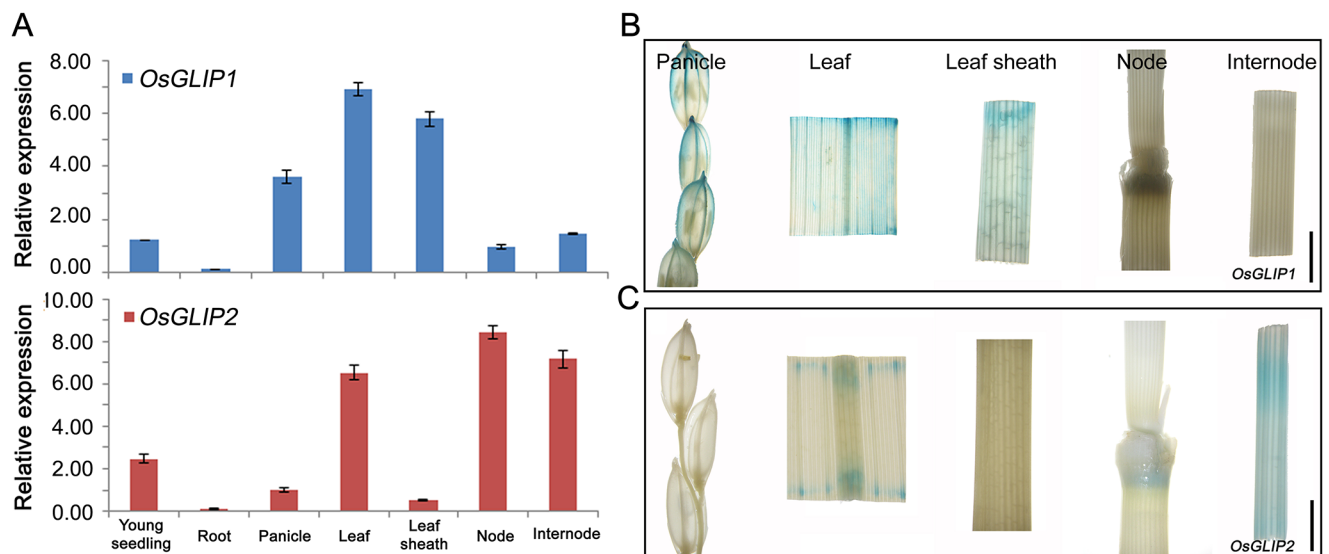 A
Relative expression
8.00
6.00
4.00
2.00
0.00
OsGLIP1
Relative expression
10.00
8.00
6.00
4.00
2.00
0.00
OsGLIP2
Young seedling
Root
Panicle
Leaf
Leaf sheath
Node
Internode
B
Panicle
Leaf
Leaf sheath
Node
Internode
OsGLIP1
C
OsGLIP2